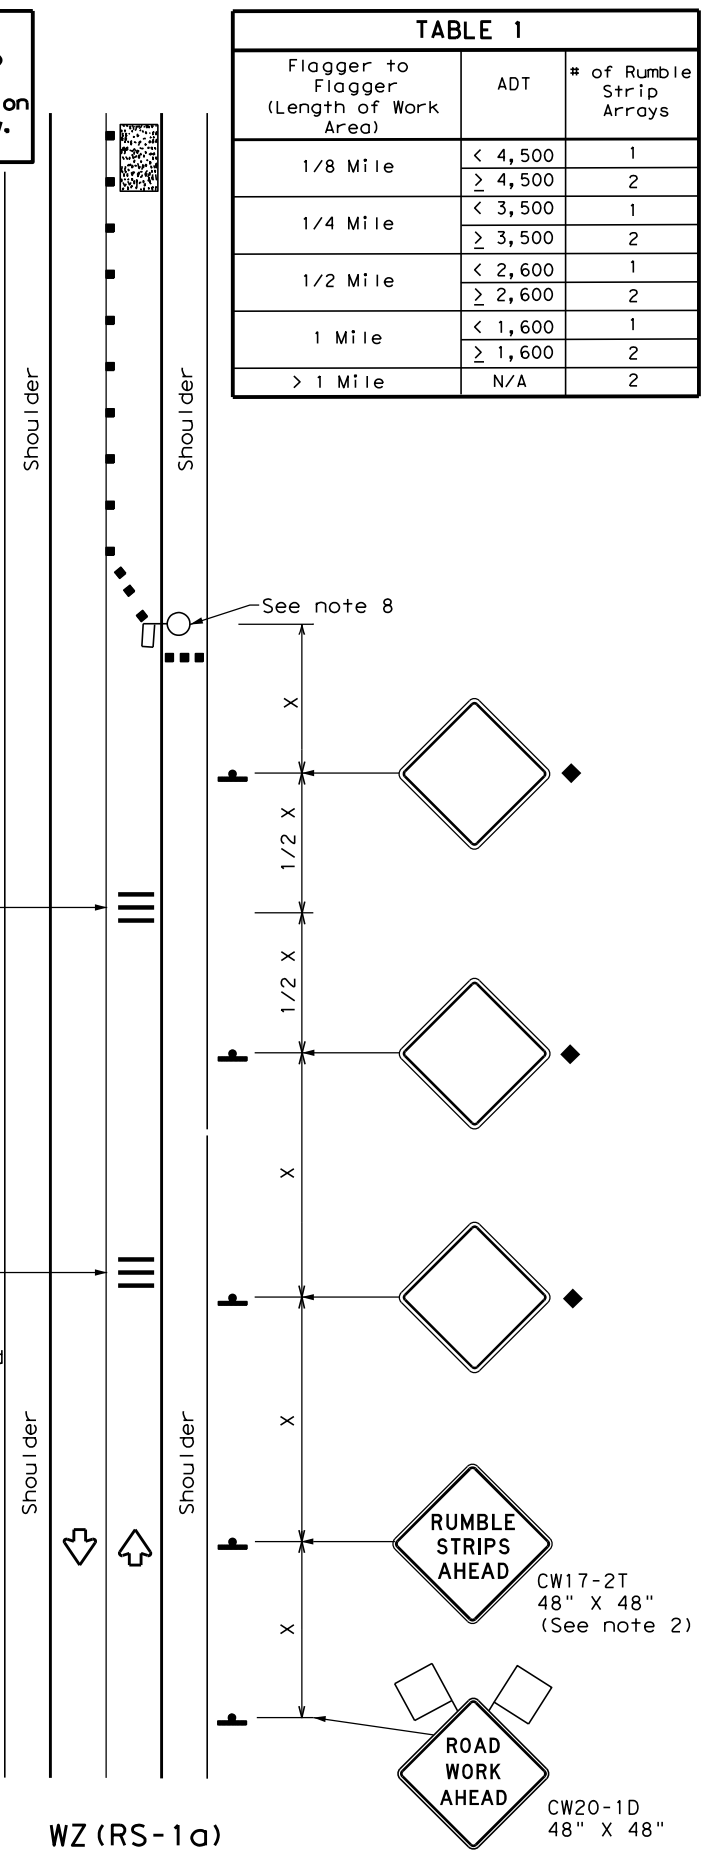 on
TABLE 1
Flagger to
Flagger
(Length of Work
Area)
ADT
# of Rumble
Strip
Arrays
1/8 Mile
< 4,500
1
≥ 4,500
2
1/4 Mile
< 3,500
1
≥ 3,500
2
1/2 Mile
< 2,600
1
≥ 2,600
2
1 Mile
< 1,600
1
≥ 1,600
2
> 1 Mile
N/A
2
Shoulder
Shoulder
See note 8
X
1/2 X
1/2 X
X
X
X
Shoulder
Shoulder
RUMBLE
STRIPS
AHEAD
CW17-2T
48" X 48"
(See note 2)
ROAD
WORK
AHEAD
CW20-1D
48" X 48"
WZ(RS-1a)